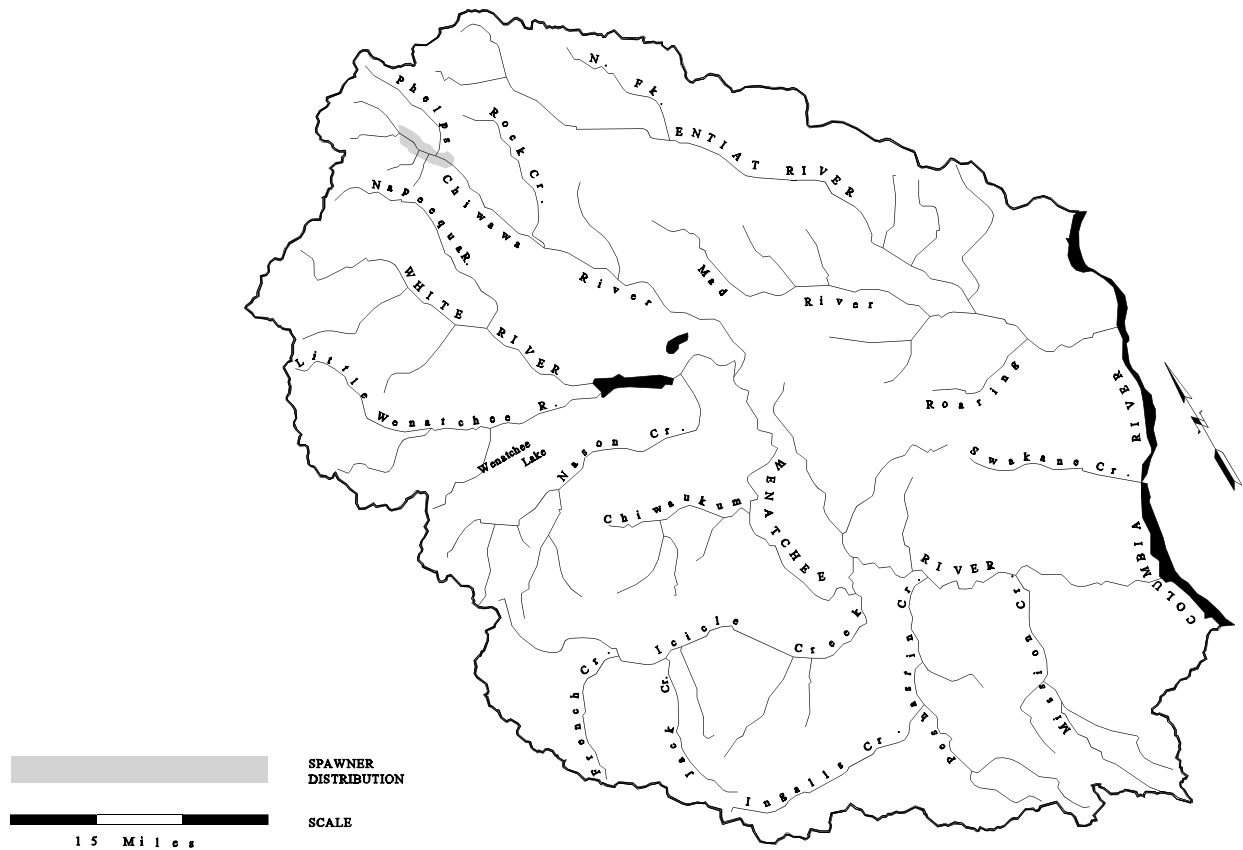 N. Fk.
Phelps
Rock Cr.
ENTIAT RIVER
Napeequa R.
Chiwawa River
WHITE RIVER
Mad River
Little Wenatchee R.
Roaring
COLUMBIA RIVER
Wenatchee
Lake
Nason Cr.
Swakane Cr.
Chiwaukum
WENATCHEE RIVER
Icicle Creek
French Cr.
Jack Cr.
Peshastin Cr.
Mission Cr.
Ingalls Cr.
N
SPAWNER
DISTRIBUTION
SCALE
15 Miles